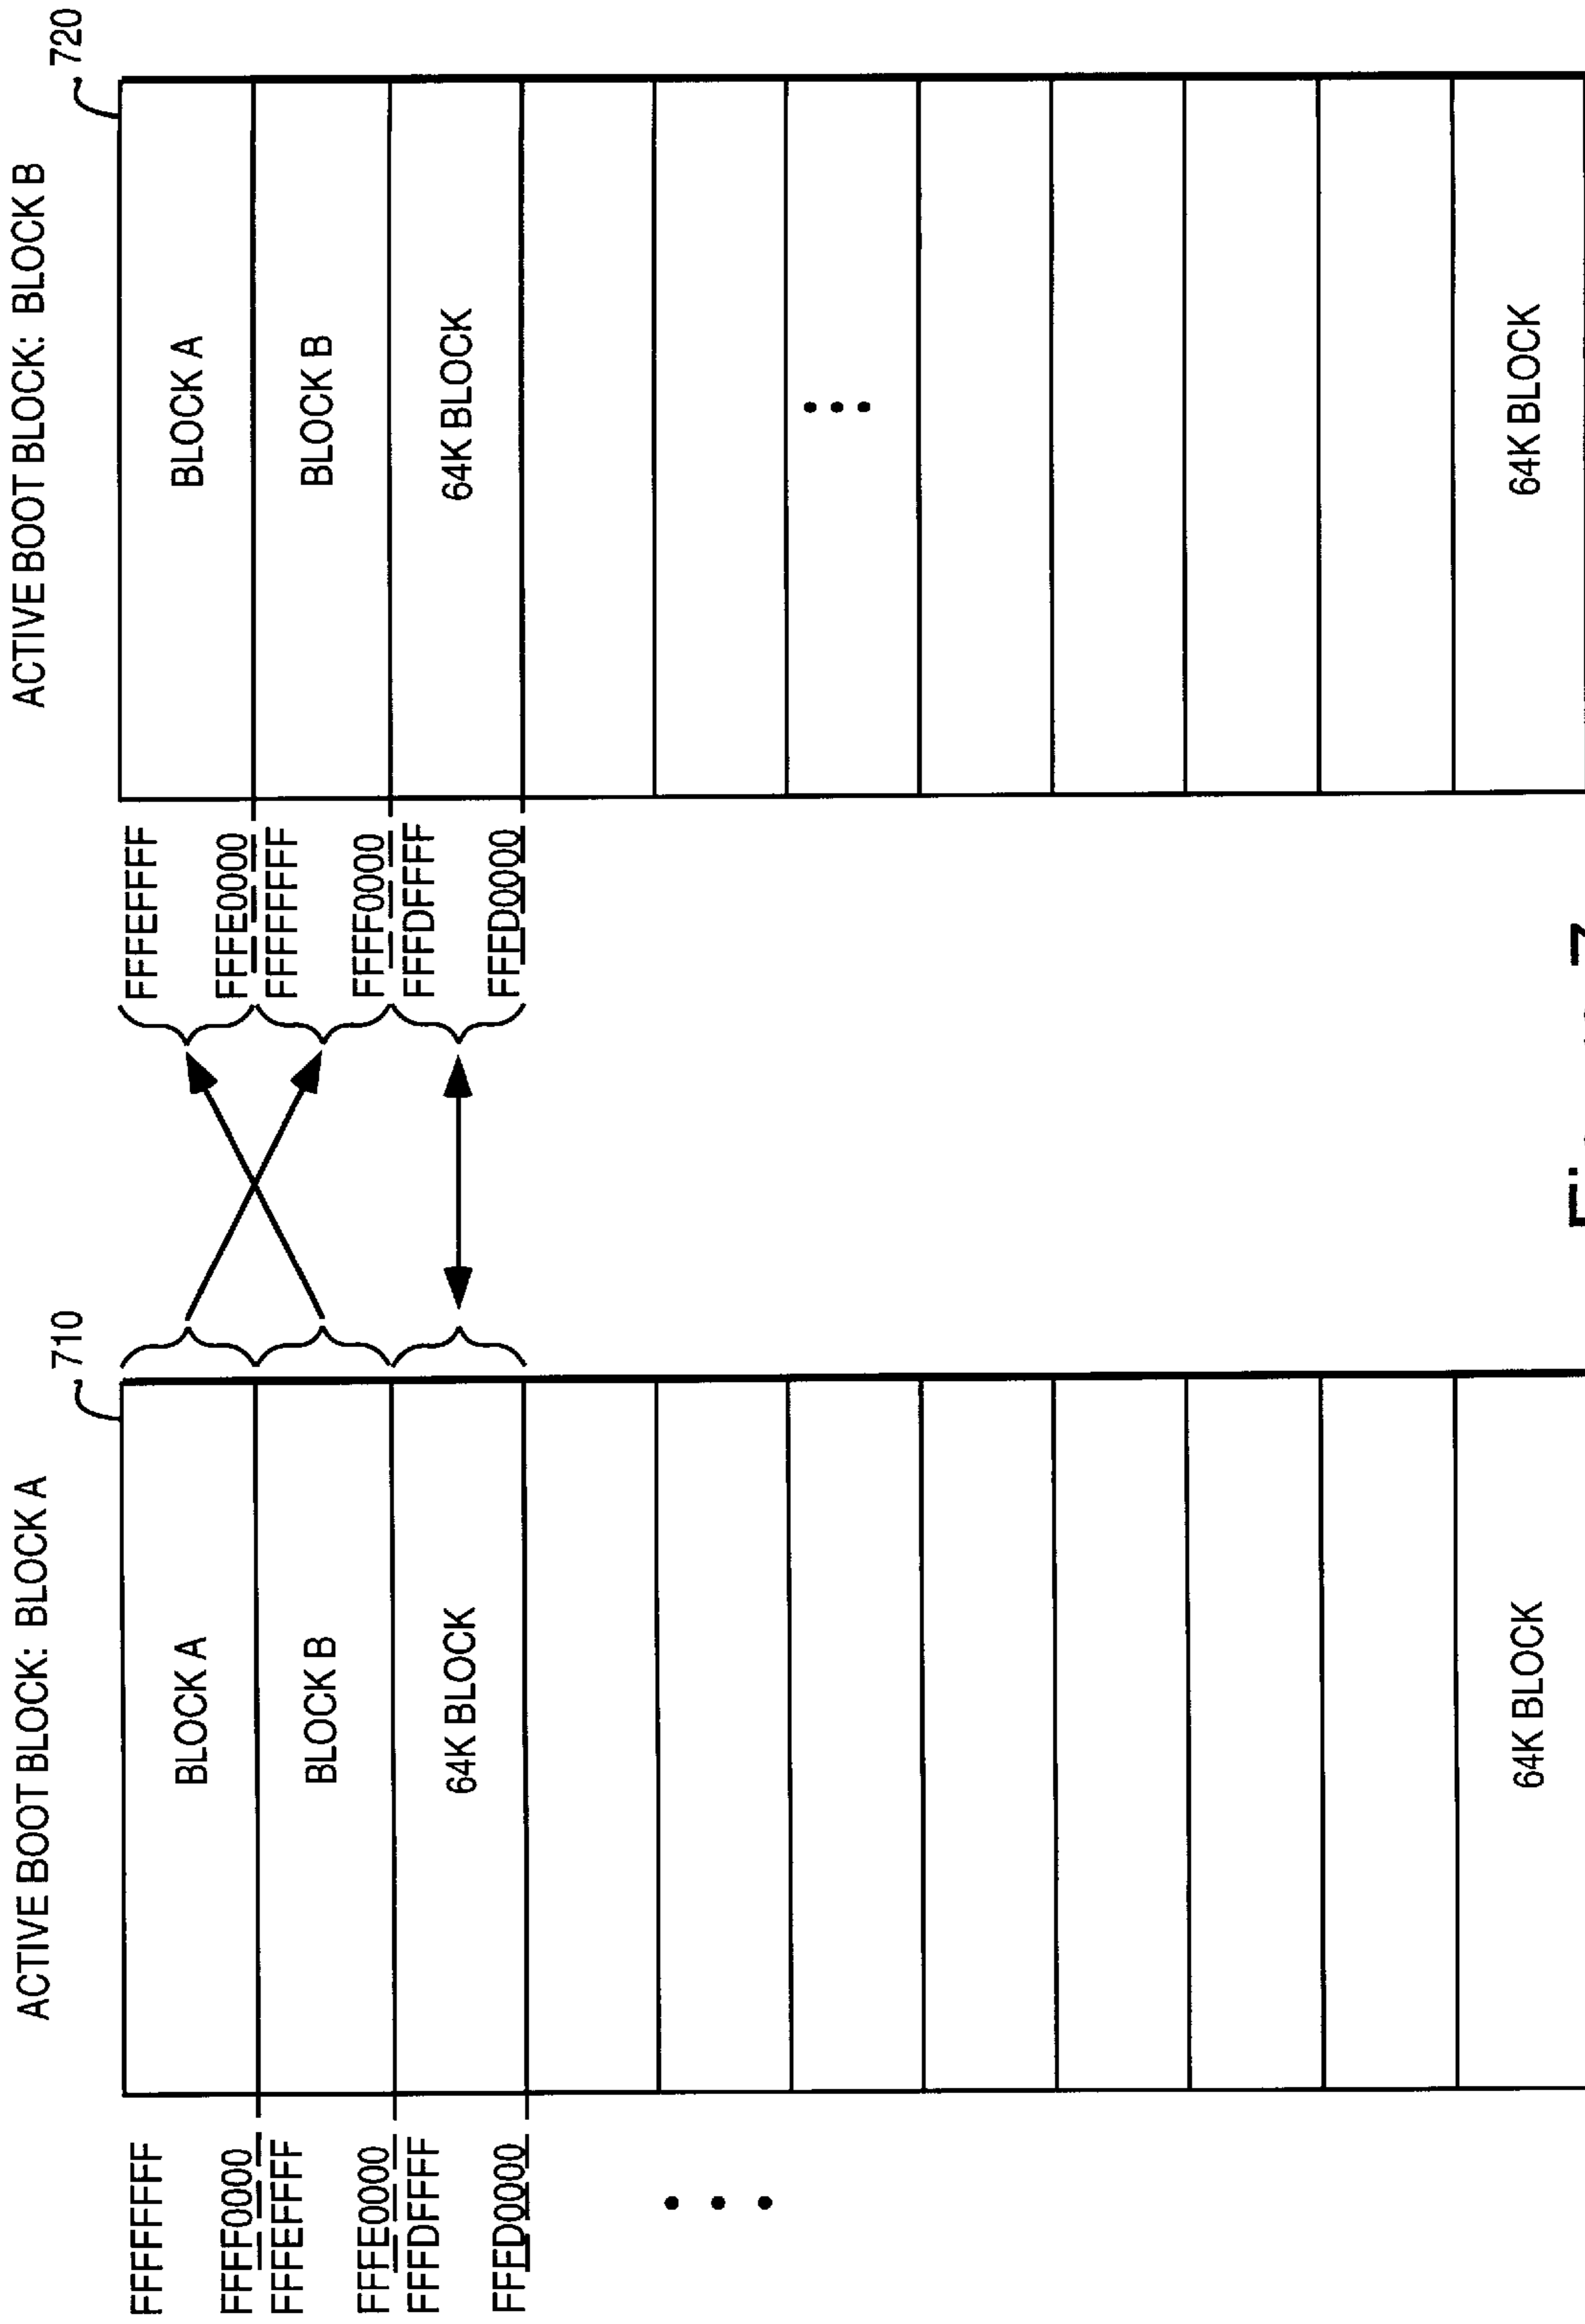 ACTIVE BOOT BLOCK: BLOCK A
710
FFFFFFFF
BLOCK A
FFFF0000
FFFEFFFF
BLOCK B
FFFE0000
FFFDFFFF
64K BLOCK
FFFD0000
64K BLOCK
ACTIVE BOOT BLOCK: BLOCK B
720
FFFEFFFF
BLOCK A
FFFE0000
FFFFFFFF
BLOCK B
FFFF0000
FFFDFFFF
64K BLOCK
FFFD0000
64K BLOCK